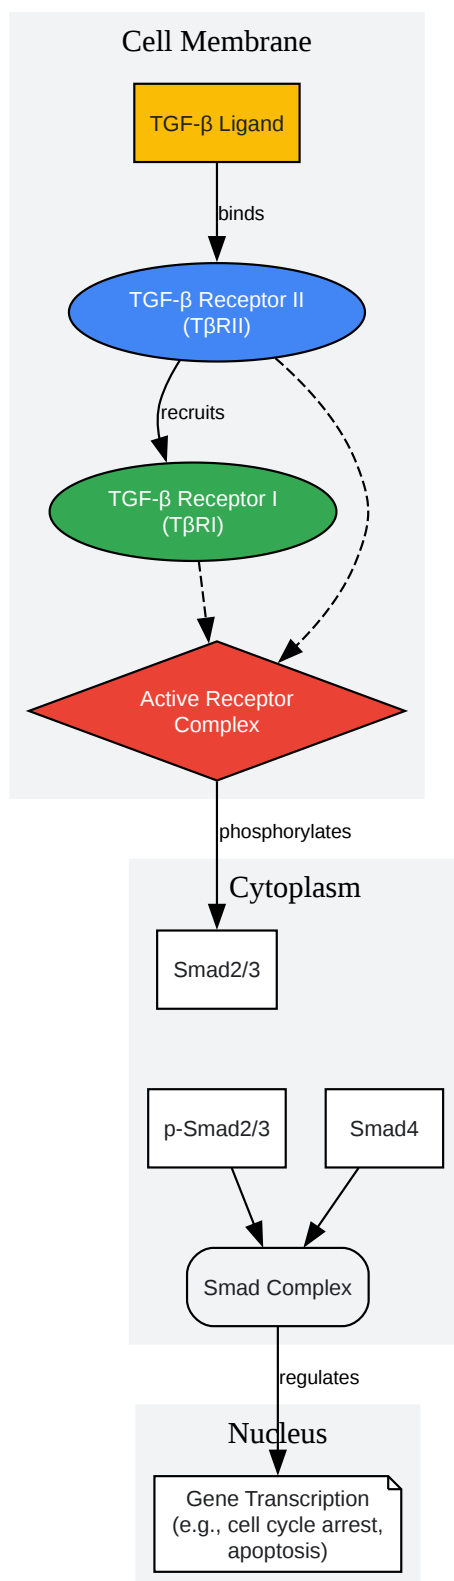 Cell Membrane
TGF-β Ligand
binds
TGF-β Receptor II
(TβRII)
recruits
TGF-β Receptor I
(TβRI)
Active Receptor
Complex
phosphorylates
Cytoplasm
Smad2/3
p-Smad2/3
Smad4
Smad Complex
regulates
Nucleus
Gene Transcription
(e.g., cell cycle arrest,
apoptosis)